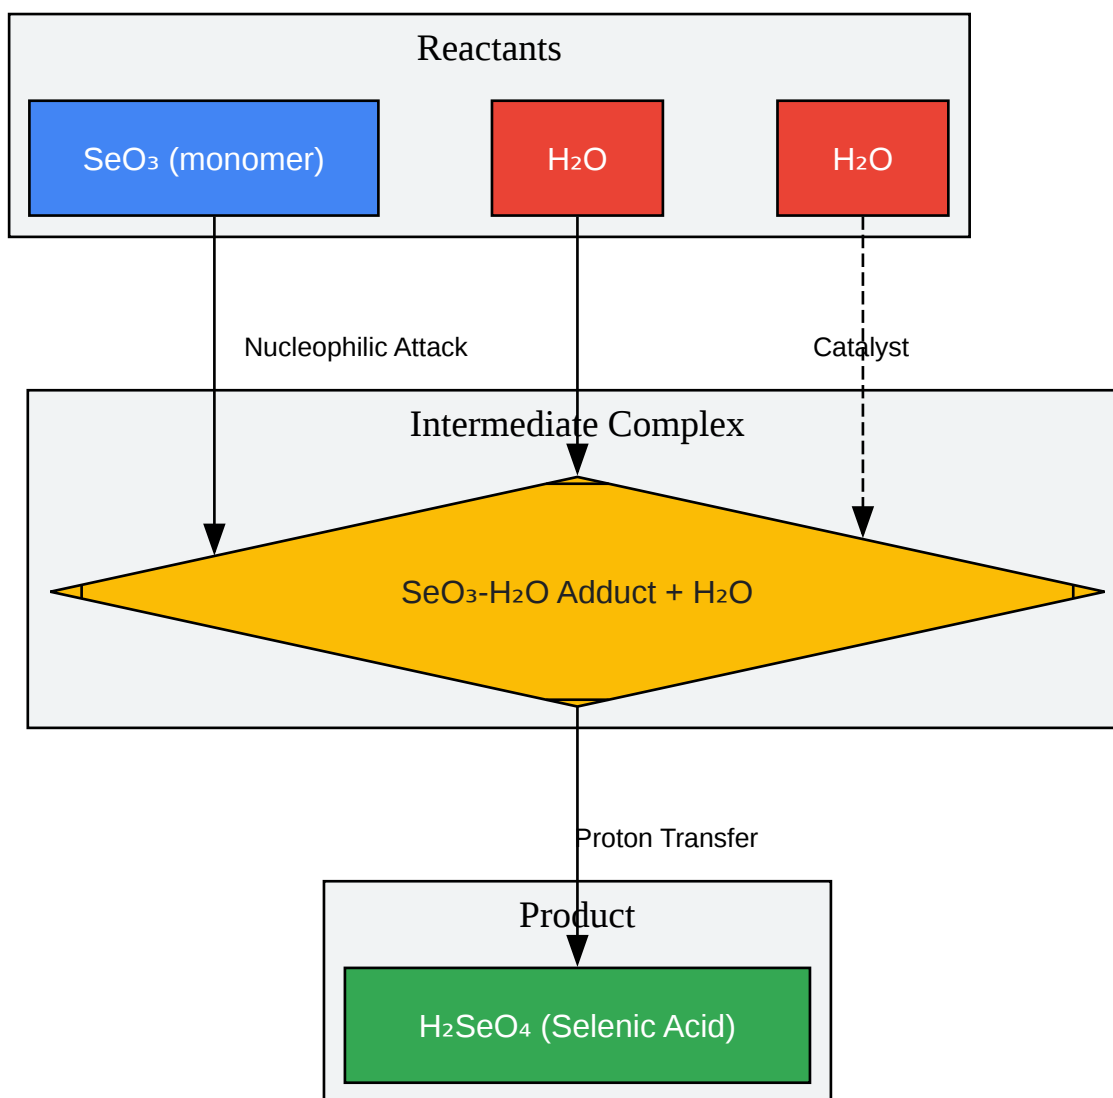 Reactants
SeO₃ (monomer)
H₂O
H₂O
Nucleophilic Attack
Catalyst
Intermediate Complex
SeO₃-H₂O Adduct + H₂O
Proton Transfer
Product
H₂SeO₄ (Selenic Acid)